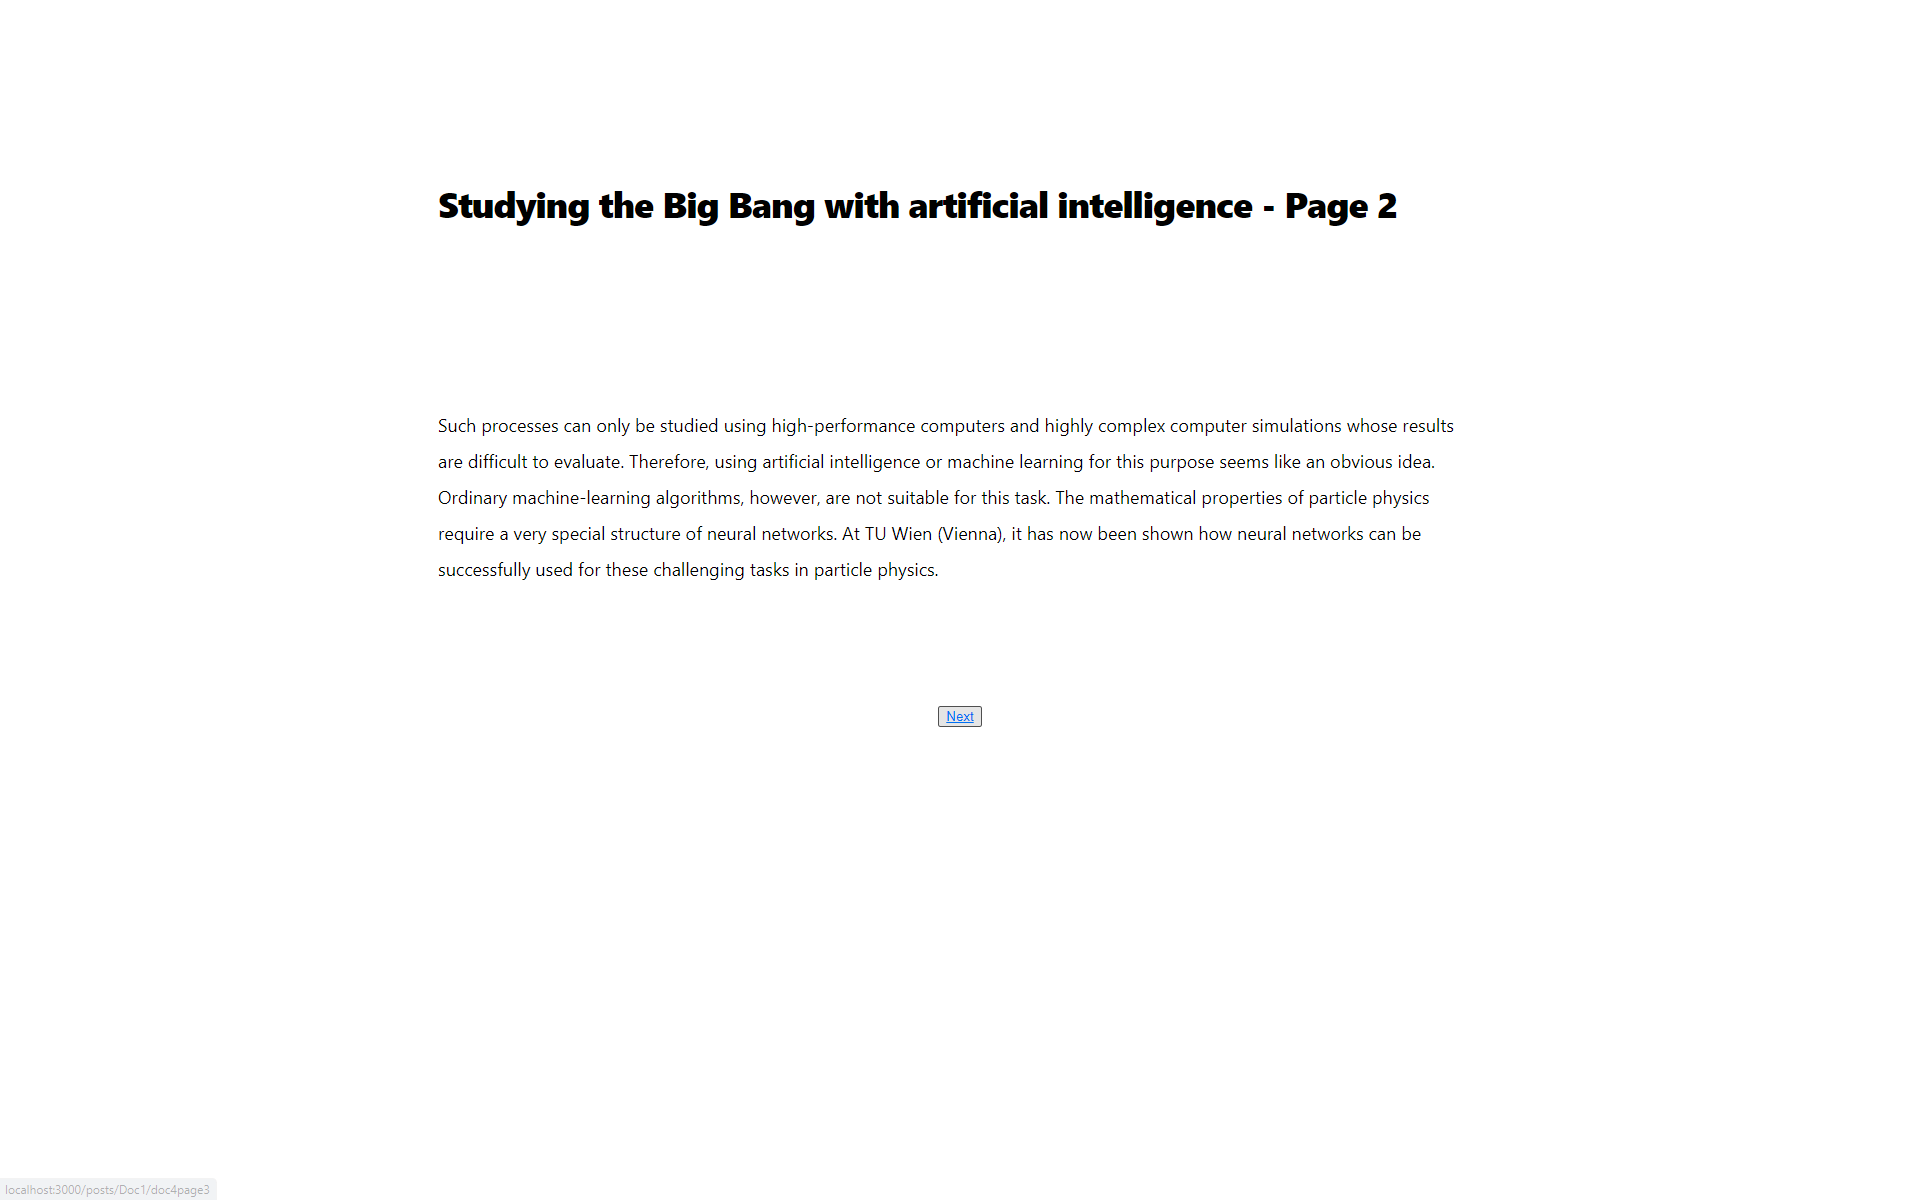 Studying the Big Bang with artificial intelligence - Page 2
Such processes can only be studied using high-performance computers and highly complex computer simulations whose results
are difficult to evaluate. Therefore, using artificial intelligence or machine learning for this purpose seems like an obvious idea.
Ordinary machine-learning algorithms, however, are not suitable for this task. The mathematical properties of particle physics
require a very special structure of neural networks. At TU Wien (Vienna), it has now been shown how neural networks can be
successfully used for these challenging tasks in particle physics.
Next
localhost:3000/posts/Doc1/doc4page3